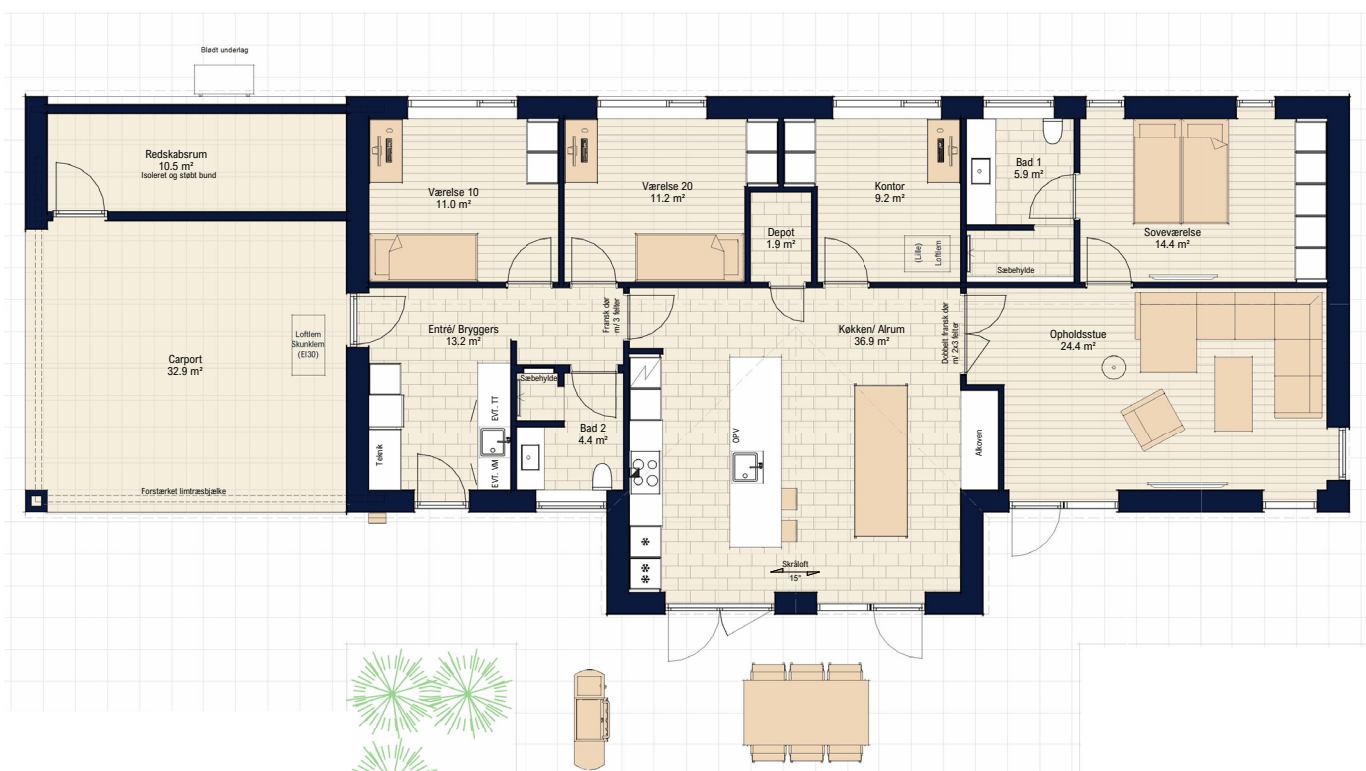 Blødt underlag
Redskabsrum
10.5 m²
Isoleret og støbt bund
Værelse 10
11.0 m²
Værelse 20
11.2 m²
Kontor
9.2 m²
Bad 1
5.9 m²
Depot
1.9 m²
(Lille)
Loftlem
Sæbehylde
Soveværelse
14.4 m²
Carport
32.9 m²
Loftlem
Skunklem
(EI30)
Entré/ Bryggers
13.2 m²
Fransk dør
m/ 3 felter
Køkken/ Alrum
36.9 m²
Dobbelt fransk dør
m/ 2x3 felter
Opholdsstue
24.4 m²
Sæbehylde
Bad 2
4.4 m²
EVT. TT
EVT. VM
Teknik
OPV
Alkoven
Forstærket limtræsbjælke
Skråloft
15°